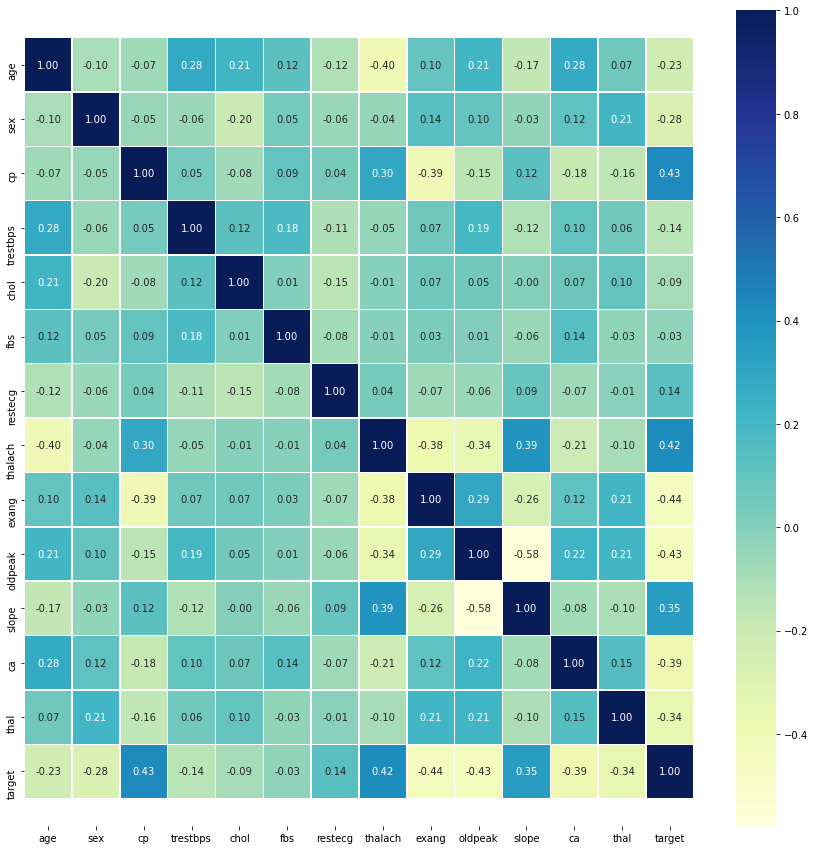 age 1.00 -0.10 -0.07 0.28 0.21 0.12 -0.12 -0.40 0.10 0.21 -0.17 0.28 0.07 -0.23
sex -0.10 1.00 -0.05 -0.06 -0.20 0.05 -0.06 -0.04 0.14 0.10 -0.03 0.12 0.21 -0.28
cp -0.07 -0.05 1.00 0.05 -0.08 0.09 0.04 0.30 -0.39 -0.15 0.12 -0.18 -0.16 0.43
trestbps 0.28 -0.06 0.05 1.00 0.12 0.18 -0.11 -0.05 0.07 0.19 -0.12 0.10 0.06 -0.14
chol 0.21 -0.20 -0.08 0.12 1.00 0.01 -0.15 -0.01 0.07 0.05 -0.00 0.07 0.10 -0.09
fbs 0.12 0.05 0.09 0.18 0.01 1.00 -0.08 -0.01 0.03 0.01 -0.06 0.14 -0.03 -0.03
restecg -0.12 -0.06 0.04 -0.11 -0.15 -0.08 1.00 0.04 -0.07 -0.06 0.09 -0.07 -0.01 0.14
thalach -0.40 -0.04 0.30 -0.05 -0.01 -0.01 0.04 1.00 -0.38 -0.34 0.39 -0.21 -0.10 0.42
exang 0.10 0.14 -0.39 0.07 0.07 0.03 -0.07 -0.38 1.00 0.29 -0.26 0.12 0.21 -0.44
oldpeak 0.21 0.10 -0.15 0.19 0.05 0.01 -0.06 -0.34 0.29 1.00 -0.58 0.22 0.21 -0.43
slope -0.17 -0.03 0.12 -0.12 -0.00 -0.06 0.09 0.39 -0.26 -0.58 1.00 -0.08 -0.10 0.35
ca 0.28 0.12 -0.18 0.10 0.07 0.14 -0.07 -0.21 0.12 0.22 -0.08 1.00 0.15 -0.39
thal 0.07 0.21 -0.16 0.06 0.10 -0.03 -0.01 -0.10 0.21 0.21 -0.10 0.15 1.00 -0.34
target -0.23 -0.28 0.43 -0.14 -0.09 -0.03 0.14 0.42 -0.44 -0.43 0.35 -0.39 -0.34 1.00
age sex cp trestbps chol fbs restecg thalach exang oldpeak slope ca thal target
1.0
0.8
0.6
0.4
0.2
0.0
−0.2
−0.4